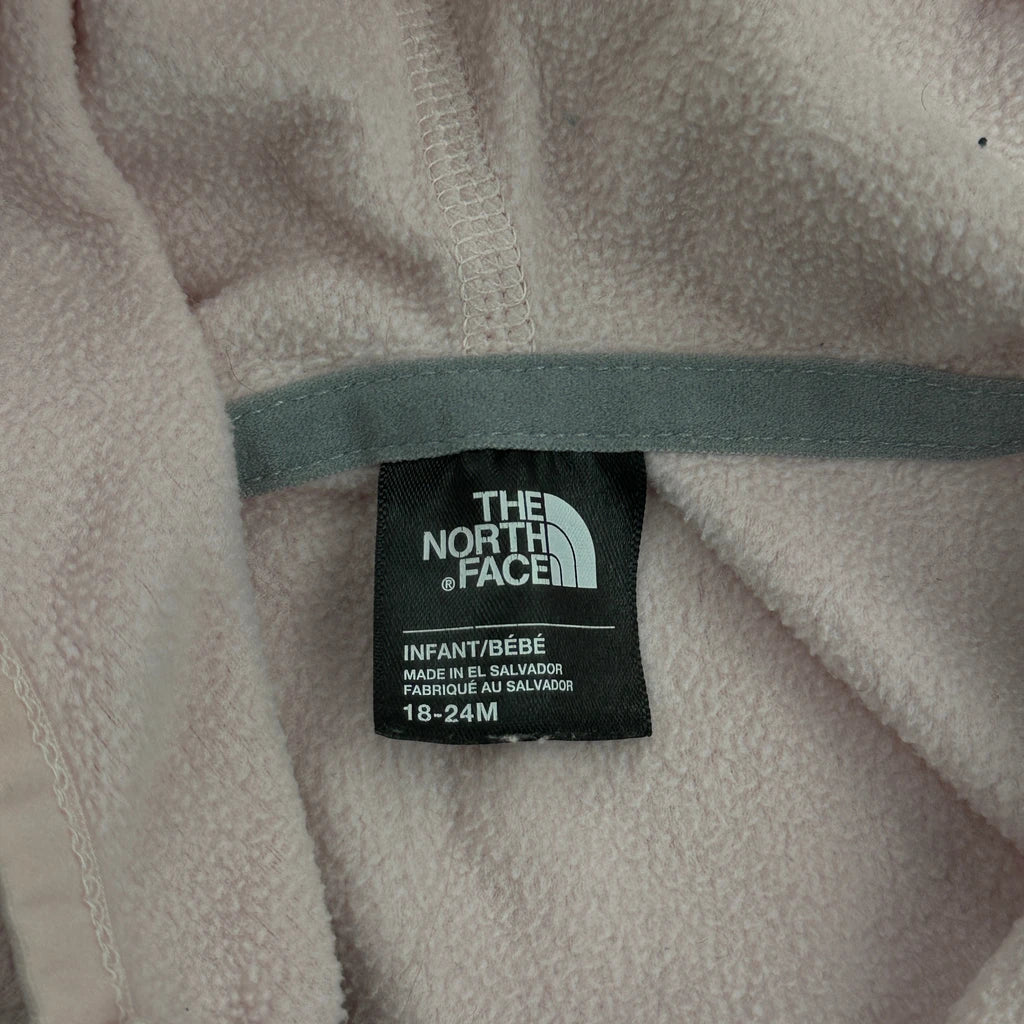 THE
NORTH
® FACE
INFANT/BÉBÉ
MADE IN EL SALVADOR
FABRIQUÉ AU SALVADOR
18-24M